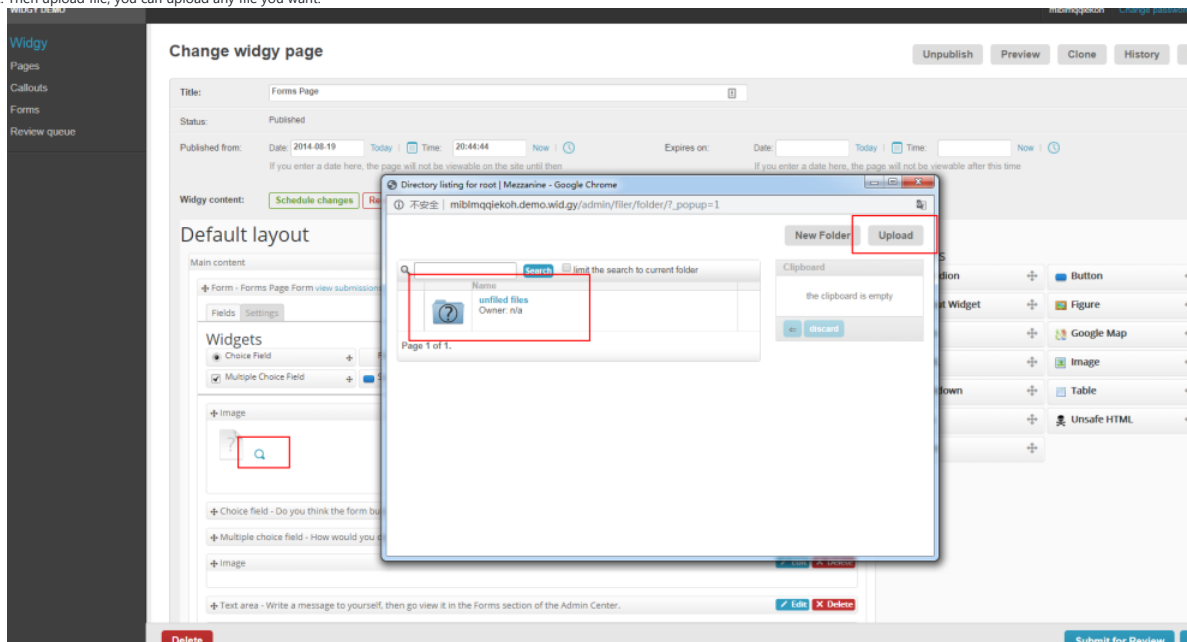 . Then upload file, you can upload any file you want.
WIDGY DEMO
miblmqqiekoh Change password
Widgy
Pages
Callouts
Forms
Review queue
Change widgy page
Unpublish Preview Clone History
Title: Forms Page
Status: Published
Published from: Date: 2014-08-19 Today Time: 20:44:44 Now Expires on: Date: Today Time: Now
If you enter a date here, the page will not be viewable on the site until then If you enter a date here, the page will not be viewable after this time
Widgy content: Schedule changes Re
Directory listing for root | Mezzanine - Google Chrome
不安全 | miblmqqiekoh.demo.wid.gy/admin/filer/folder/?_popup=1
New Folder Upload
Search limit the search to current folder
Name
unfiled files
Owner: n/a
Page 1 of 1.
Clipboard
the clipboard is empty
discard
Default layout
Main content
Form - Forms Page Form view submissions
Fields Settings
Widgets
Choice Field
Multiple Choice Field
Image
Choice field - Do you think the form bu
Multiple choice field - How would you
Image
Edit Delete
Text area - Write a message to yourself, then go view it in the Forms section of the Admin Center.
Edit Delete
s
dion Button
t Widget Figure
Google Map
Image
down Table
Unsafe HTML
Delete
Submit for Review